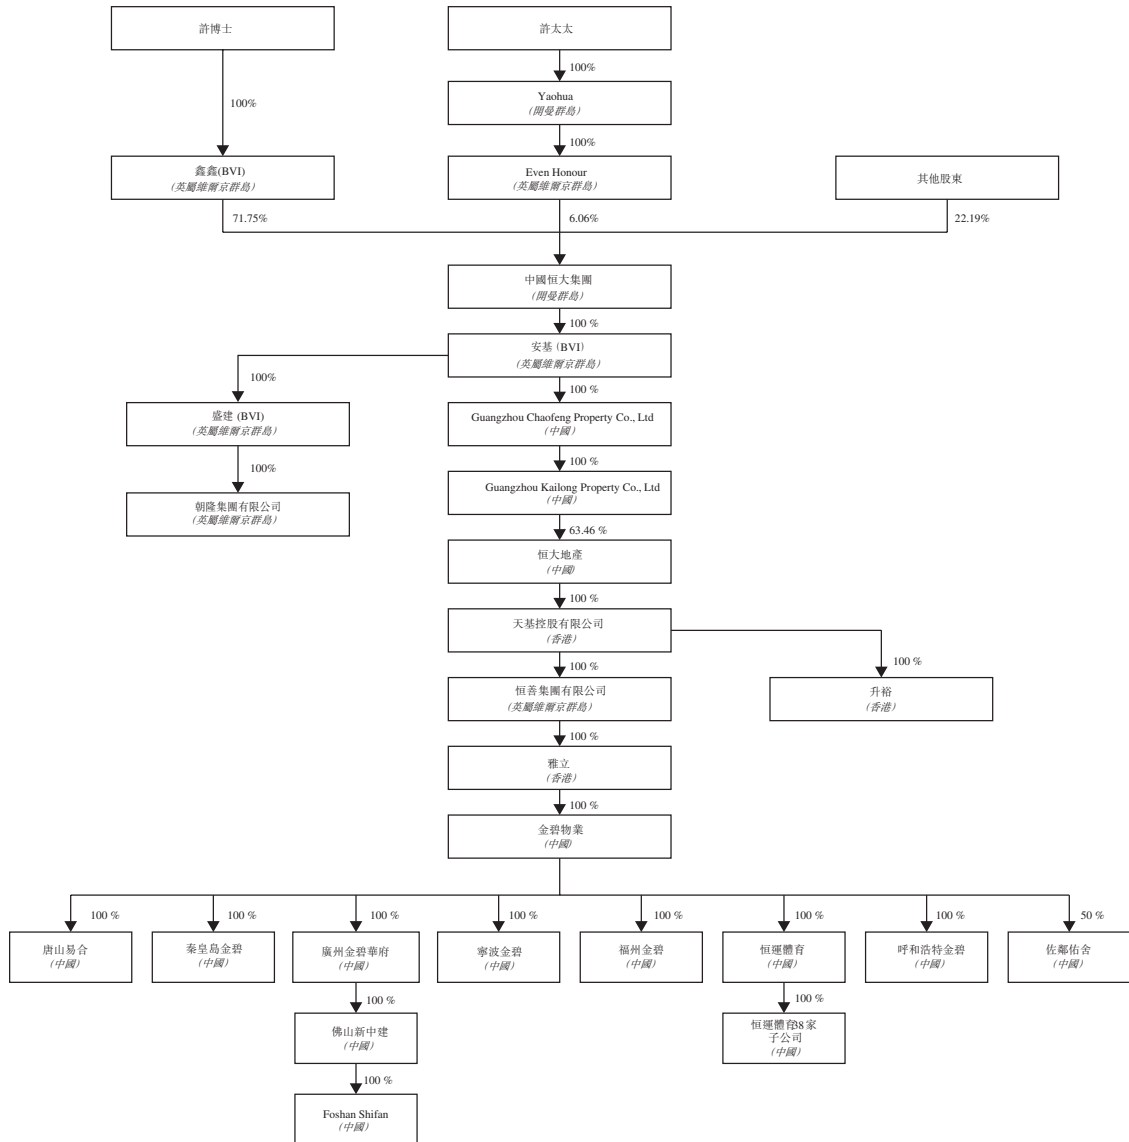 許博士
許太太
100%
Yaohua
(開曼群島)
100%
100%
鑫鑫(BVI)
(英屬維爾京群島)
Even Honour
(英屬維爾京群島)
其他股東
71.75%
6.06%
22.19%
中國恒大集團
(開曼群島)
100 %
安基 (BVI)
(英屬維爾京群島)
100%
100 %
盛建 (BVI)
(英屬維爾京群島)
Guangzhou Chaofeng Property Co., Ltd
(中國)
100%
100 %
朝隆集團有限公司
(英屬維爾京群島)
Guangzhou Kailong Property Co., Ltd
(中國)
63.46 %
恒大地產
(中國)
100 %
天基控股有限公司
(香港)
100 %
100 %
恒善集團有限公司
(英屬維爾京群島)
升裕
(香港)
100 %
雅立
(香港)
100 %
金碧物業
(中國)
100 %
100 %
100 %
100 %
100 %
100 %
100 %
50 %
唐山易合
(中國)
秦皇島金碧
(中國)
廣州金碧華府
(中國)
寧波金碧
(中國)
福州金碧
(中國)
恒運體育
(中國)
呼和浩特金碧
(中國)
佐鄰佑舍
(中國)
100 %
100 %
佛山新中建
(中國)
恒運體育38家
子公司
(中國)
100 %
Foshan Shifan
(中國)